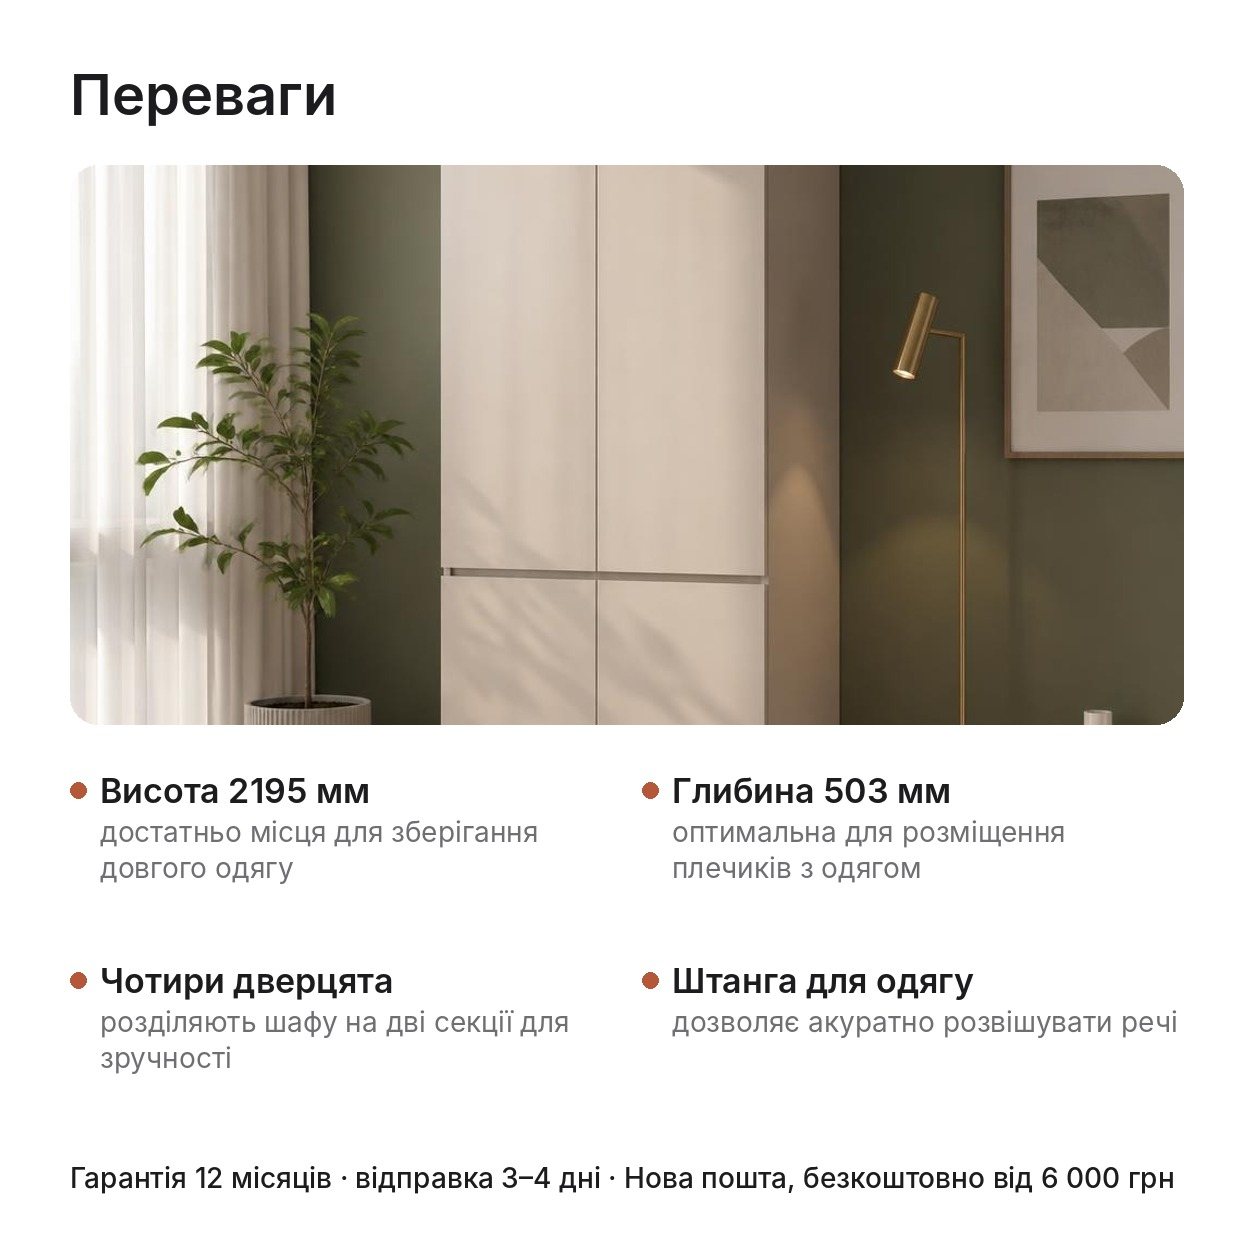 Переваги
Висота 2195 мм
достатньо місця для зберігання
довгого одягу
Глибина 503 мм
оптимальна для розміщення
плечиків з одягом
Чотири дверцята
розділяють шафу на дві секції для
зручності
Штанга для одягу
дозволяє акуратно розвішувати речі
Гарантія 12 місяців · відправка 3–4 дні · Нова пошта, безкоштовно від 6 000 грн